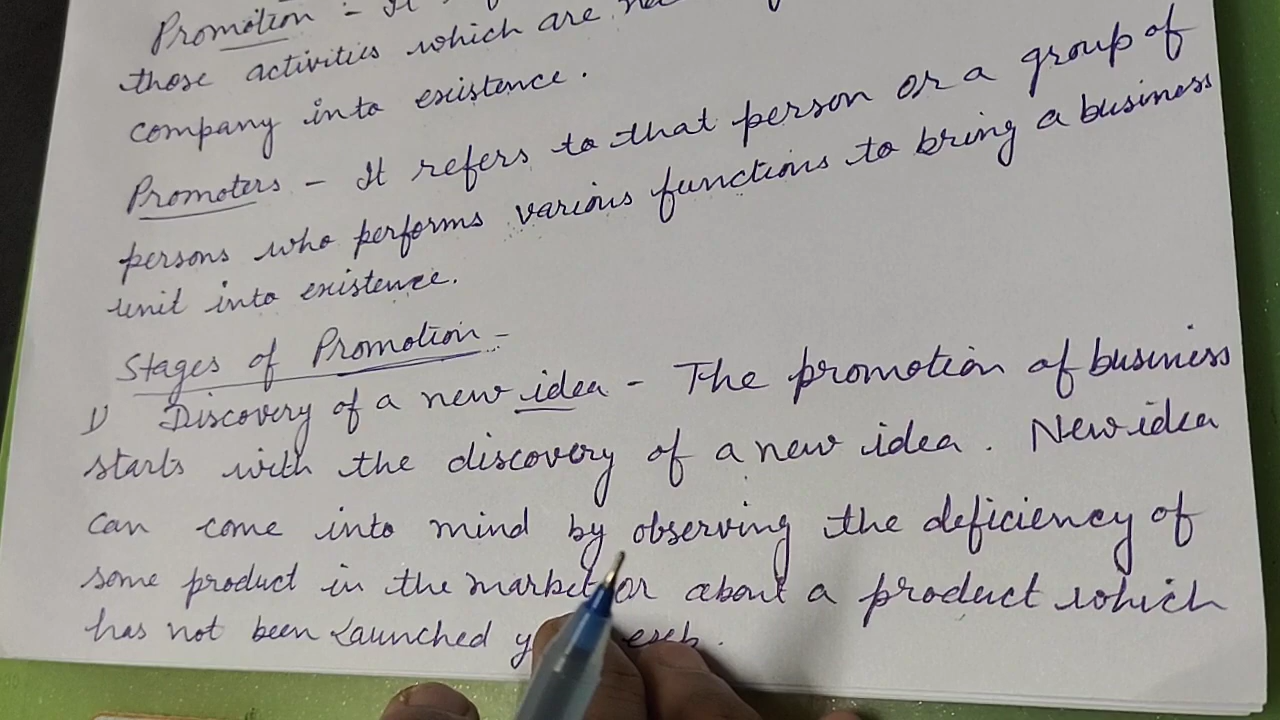 Promotion - It
those activities which are
company into existence.
Promoters - It refers to that person or a group of
persons who performs various functions to bring a business
unit into existence.
Stages of Promotion -
1) Discovery of a new idea - The promotion of business
starts with the discovery of a new idea. New idea
can come into mind by observing the deficiency of
some product in the market or about a product which
has not been launched